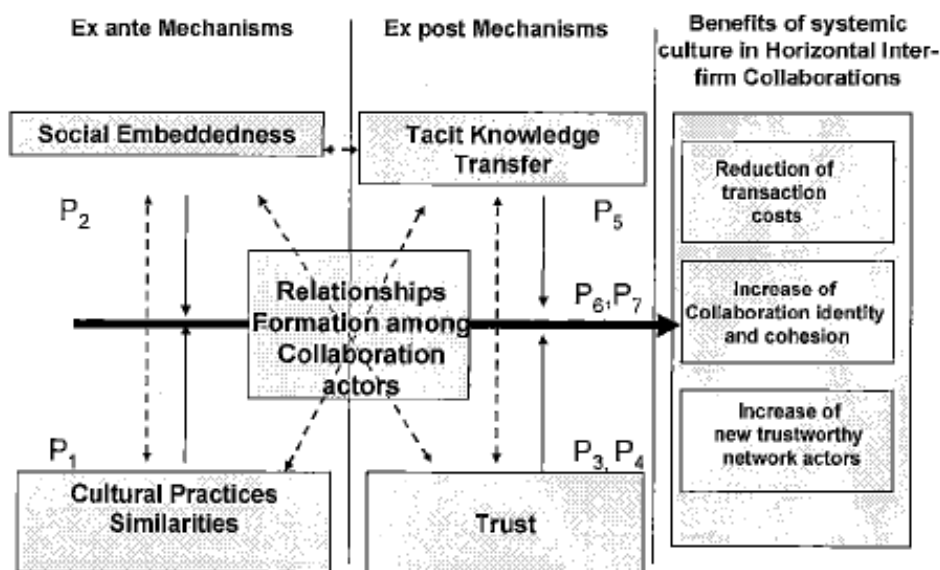 Ex ante Mechanisms
Ex post Mechanisms
Benefits of systemic
culture in Horizontal Inter-
firm Collaborations
Social Embeddedness
Tacit Knowledge
Transfer
Reduction of
transaction
costs
P2
P5
Relationships
Formation among
Collaboration
actors
P6, P7
Increase of
Collaboration identity
and cohesion
P1
P3, P4
Increase of
new trustworthy
network actors
Cultural Practices
Similarities
Trust